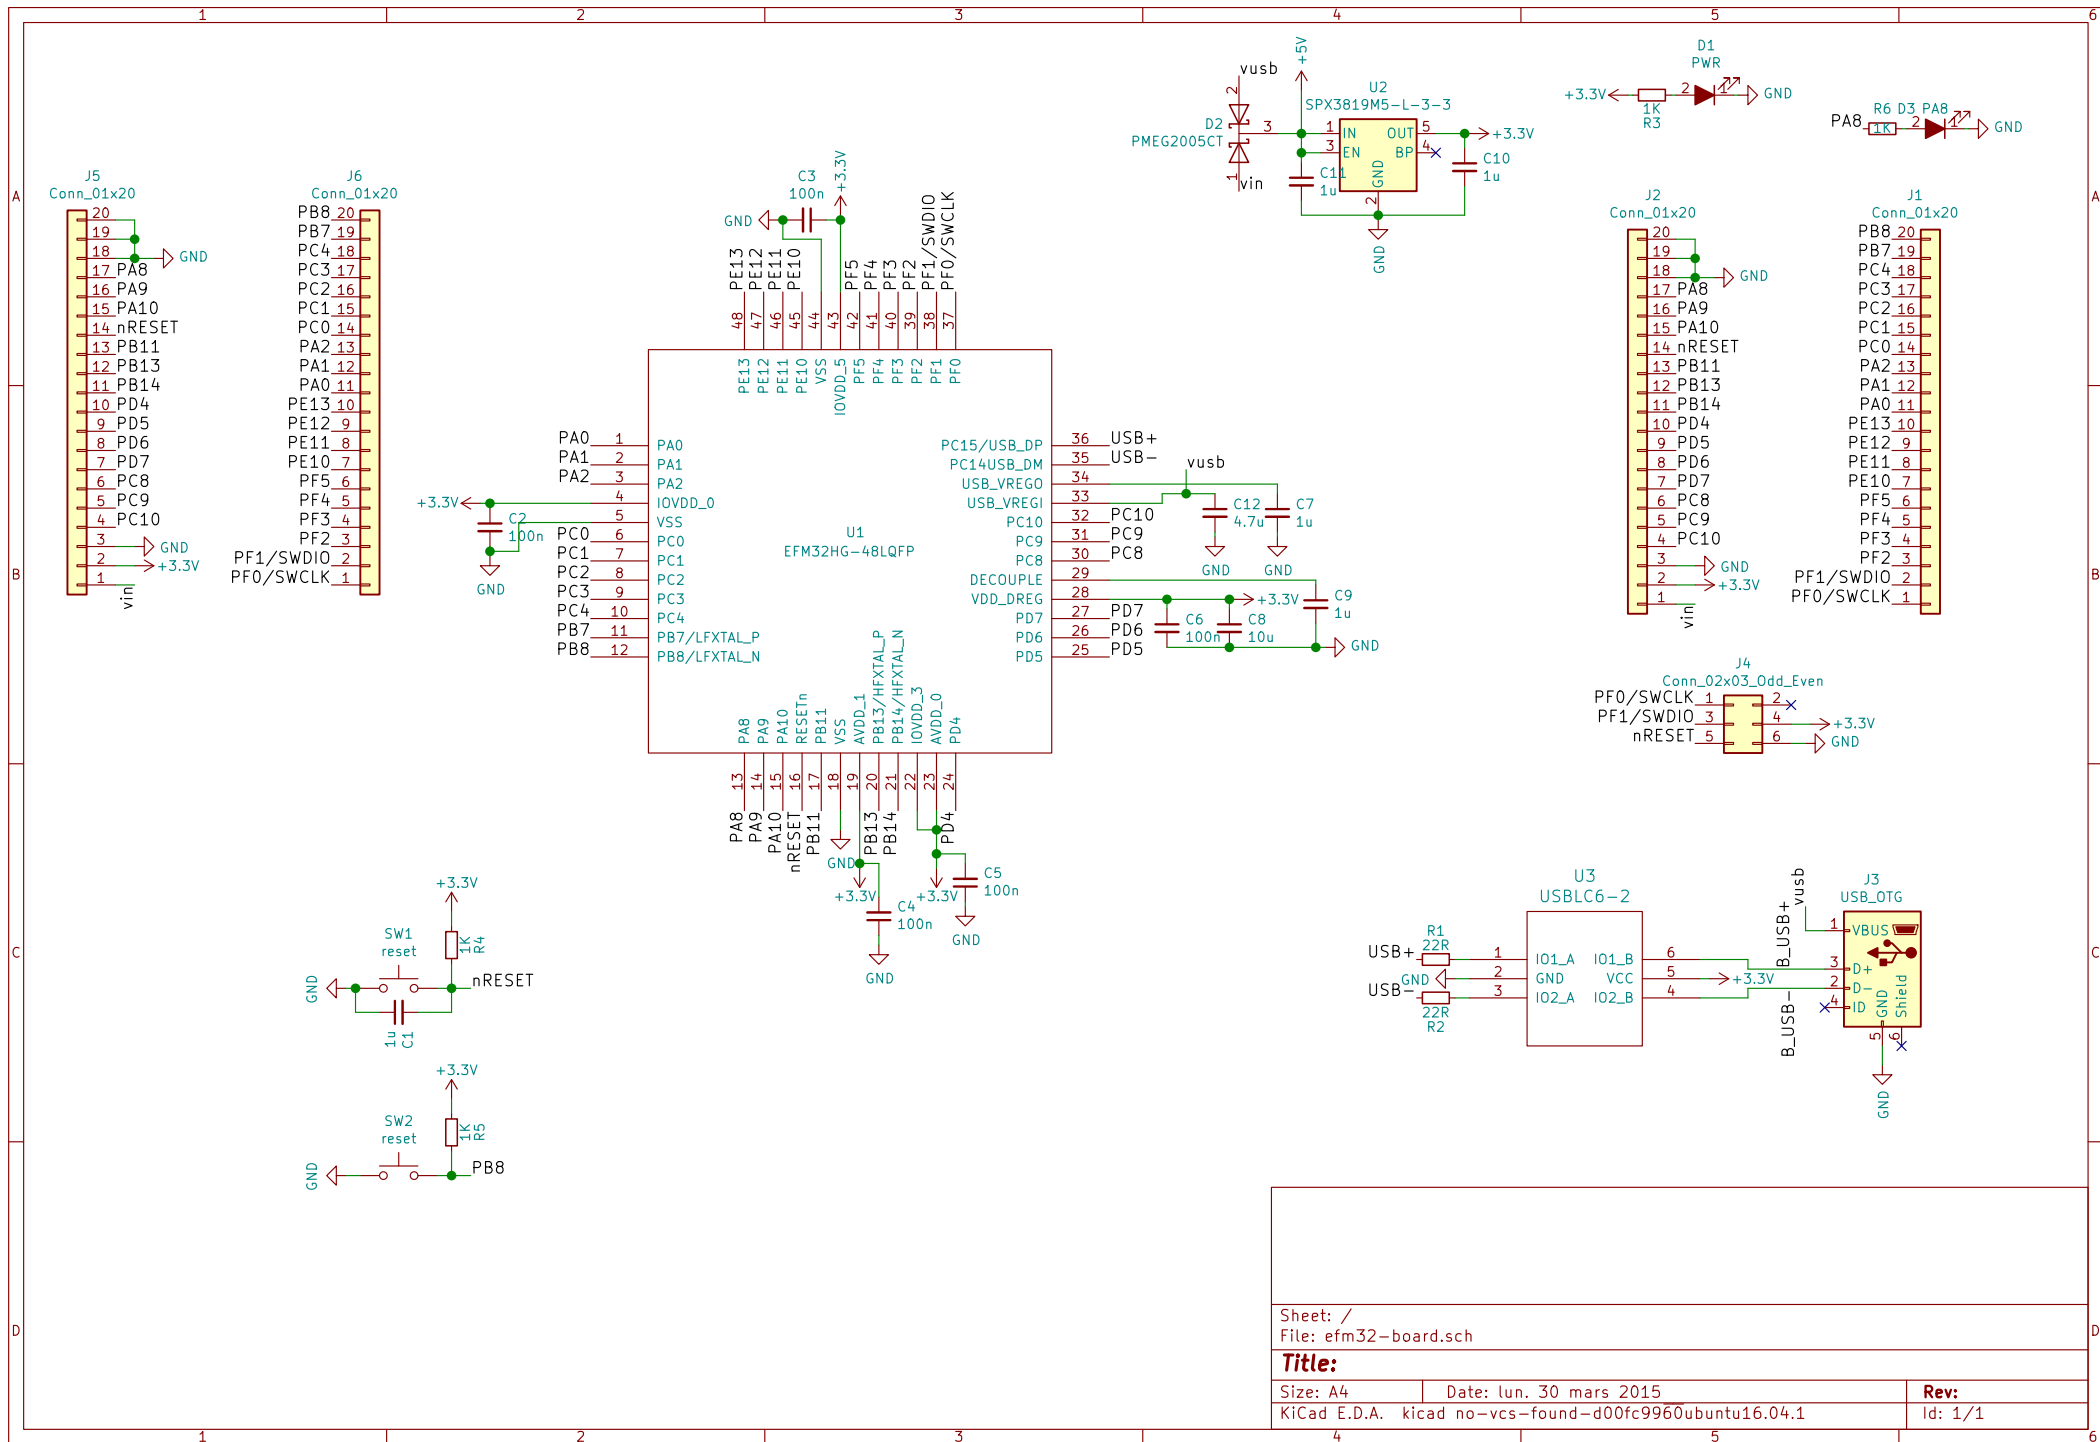 1 2 3 4 5 6
A
B
C
D
J5
Conn_01x20
20
19
18
GND
17 PA8
16 PA9
15 PA10
14 nRESET
13 PB11
12 PB13
11 PB14
10 PD4
9 PD5
8 PD6
7 PD7
6 PC8
5 PC9
4 PC10
3 GND
2 +3.3V
1 vin
J6
Conn_01x20
PB8 20
PB7 19
PC4 18
PC3 17
PC2 16
PC1 15
PC0 14
PA2 13
PA1 12
PA0 11
PE13 10
PE12 9
PE11 8
PE10 7
PF5 6
PF4 5
PF3 4
PF2 3
PF1/SWDIO 2
PF0/SWCLK 1
C3
100n
GND
+3.3V
PE13 48 PE13
PE12 47 PE12
PE11 46 PE11
PE10 45 PE10
44 VSS
43 IOVDD_5
PF5 42 PF5
PF4 41 PF4
PF3 40 PF3
PF2 39 PF2
PF1/SWDIO 38 PF1
PF0/SWCLK 37 PF0
U1
EFM32HG-48LQFP
PA0 1 PA0
PA1 2 PA1
PA2 3 PA2
+3.3V 4 IOVDD_0
5 VSS
C2
100n
GND
PC0 6 PC0
PC1 7 PC1
PC2 8 PC2
PC3 9 PC3
PC4 10 PC4
PB7 11 PB7/LFXTAL_P
PB8 12 PB8/LFXTAL_N
PC15/USB_DP 36 USB+
PC14USB_DM 35 USB-
USB_VREGO 34
USB_VREGI 33
vusb
C12
4.7u
GND
C7
1u
GND
PC10 32 PC10
PC9 31 PC9
PC8 30 PC8
DECOUPLE 29
VDD_DREG 28
+3.3V
C9
1u
C6
100n
C8
10u
GND
PD7 27 PD7
PD6 26 PD6
PD5 25 PD5
PA8 13 PA8
PA9 14 PA9
PA10 15 PA10
RESETn 16 nRESET
PB11 17 PB11
VSS 18 GND
AVDD_1 19 +3.3V
PB13/HFXTAL_P 20 PB13
PB14/HFXTAL_N 21 PB14
IOVDD_3 22
AVDD_0 23 +3.3V
PD4 24 PD4
C4
100n
GND
C5
100n
GND
vusb
2
D2
PMEG2005CT
3
1
vin
+5V
U2
SPX3819M5-L-3-3
1 IN
3 EN
OUT 5
BP 4
GND 2
+3.3V
C11
1u
C10
1u
GND
D1
PWR
+3.3V
1K
R3
2
1
GND
R6 D3 PA8
PA8
1K
2
1
GND
J2
Conn_01x20
20
19
18
GND
17 PA8
16 PA9
15 PA10
14 nRESET
13 PB11
12 PB13
11 PB14
10 PD4
9 PD5
8 PD6
7 PD7
6 PC8
5 PC9
4 PC10
3 GND
2 +3.3V
1 vin
J1
Conn_01x20
PB8 20
PB7 19
PC4 18
PC3 17
PC2 16
PC1 15
PC0 14
PA2 13
PA1 12
PA0 11
PE13 10
PE12 9
PE11 8
PE10 7
PF5 6
PF4 5
PF3 4
PF2 3
PF1/SWDIO 2
PF0/SWCLK 1
J4
Conn_02x03_Odd_Even
PF0/SWCLK 1 2
PF1/SWDIO 3 4 +3.3V
nRESET 5 6 GND
+3.3V
SW1
reset
1K
R4
GND
nRESET
1u
C1
+3.3V
SW2
reset
1K
R5
GND
PB8
U3
USBLC6-2
R1
22R
USB+ 1 IO1_A
GND 2 GND
USB- 3 IO2_A
22R
R2
IO1_B 6
VCC 5 +3.3V
IO2_B 4
B_USB+
B_USB-
vusb
J3
USB_OTG
1 VBUS
3 D+
2 D-
4 ID
GND 5
Shield 6
GND
Sheet: /
File: efm32-board.sch
Title:
Size: A4 Date: lun. 30 mars 2015 Rev:
KiCad E.D.A. kicad no-vcs-found-d00fc9960ubuntu16.04.1 Id: 1/1
A
B
C
D
1 2 3 4 5 6